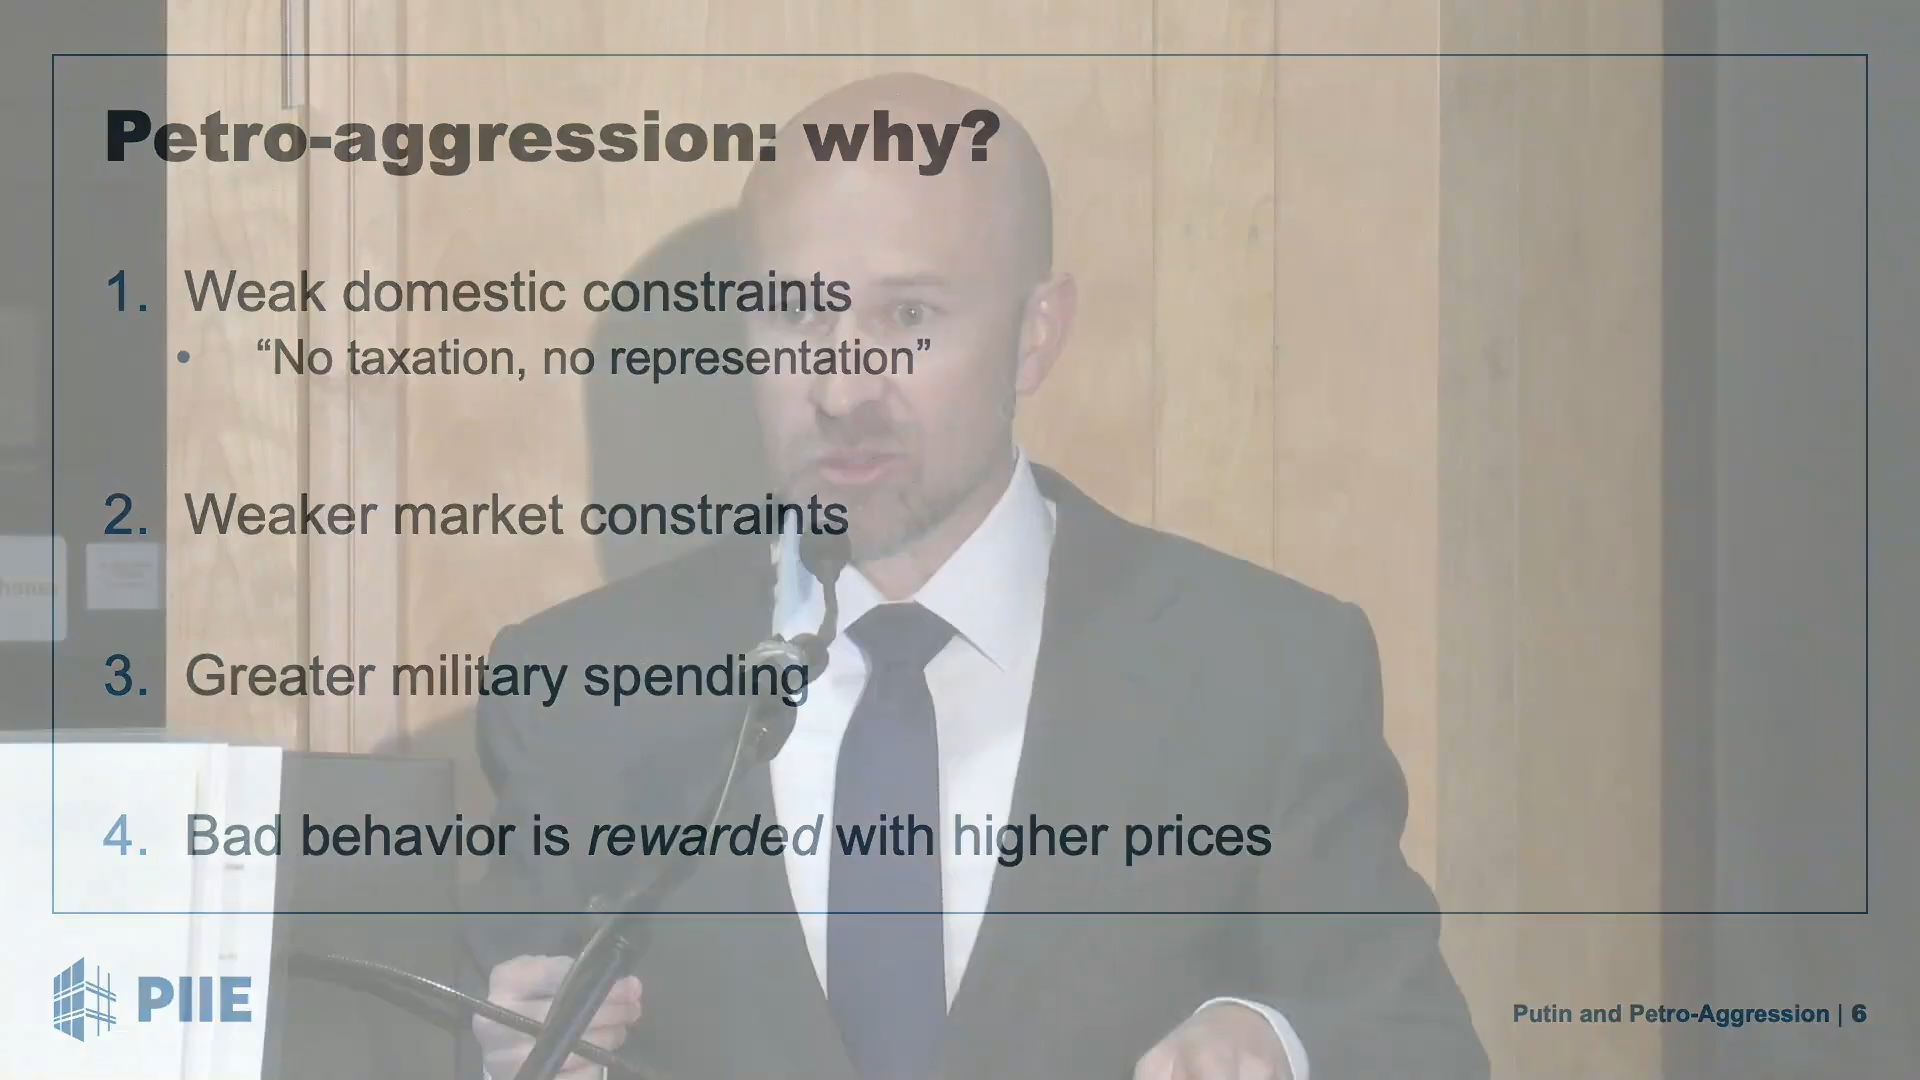 Petro-aggression: why?
1. Weak domestic constraints
• “No taxation, no representation”
2. Weaker market constraints
3. Greater military spending
4. Bad behavior is rewarded with higher prices
PIIE
Putin and Petro-Aggression | 6